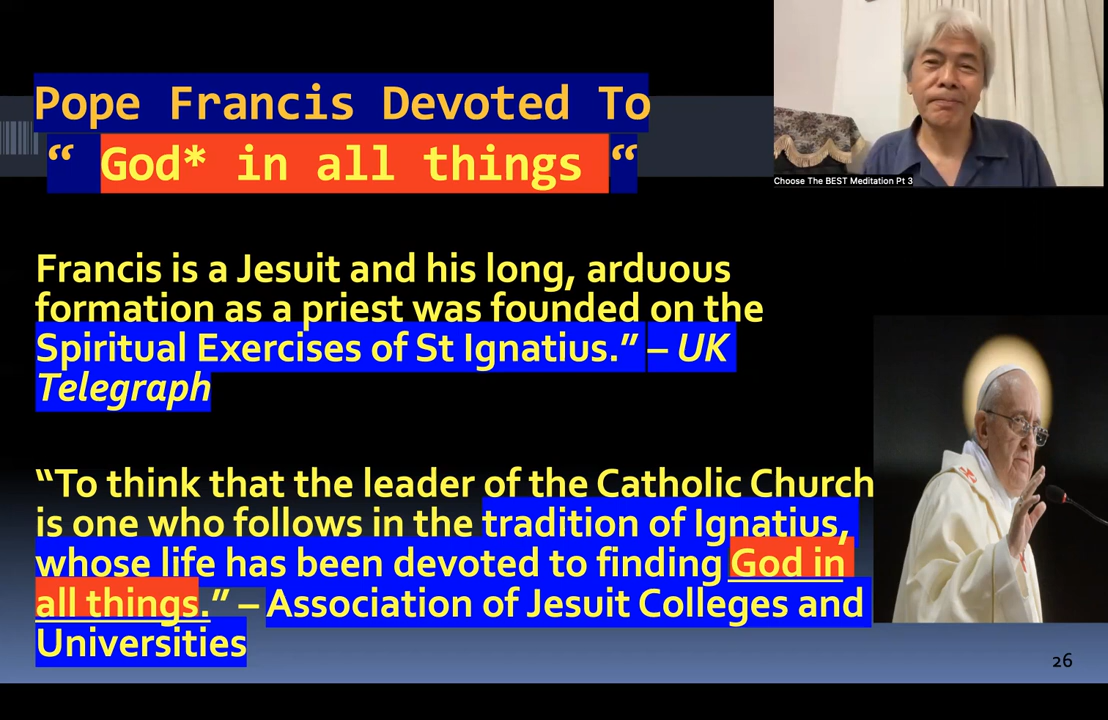 Pope Francis Devoted To
“ God* in all things “
Choose The BEST Meditation Pt 3
Francis is a Jesuit and his long, arduous
formation as a priest was founded on the
Spiritual Exercises of St Ignatius.” – UK
Telegraph
“To think that the leader of the Catholic Church
is one who follows in the tradition of Ignatius,
whose life has been devoted to finding God in
all things.” – Association of Jesuit Colleges and
Universities
26